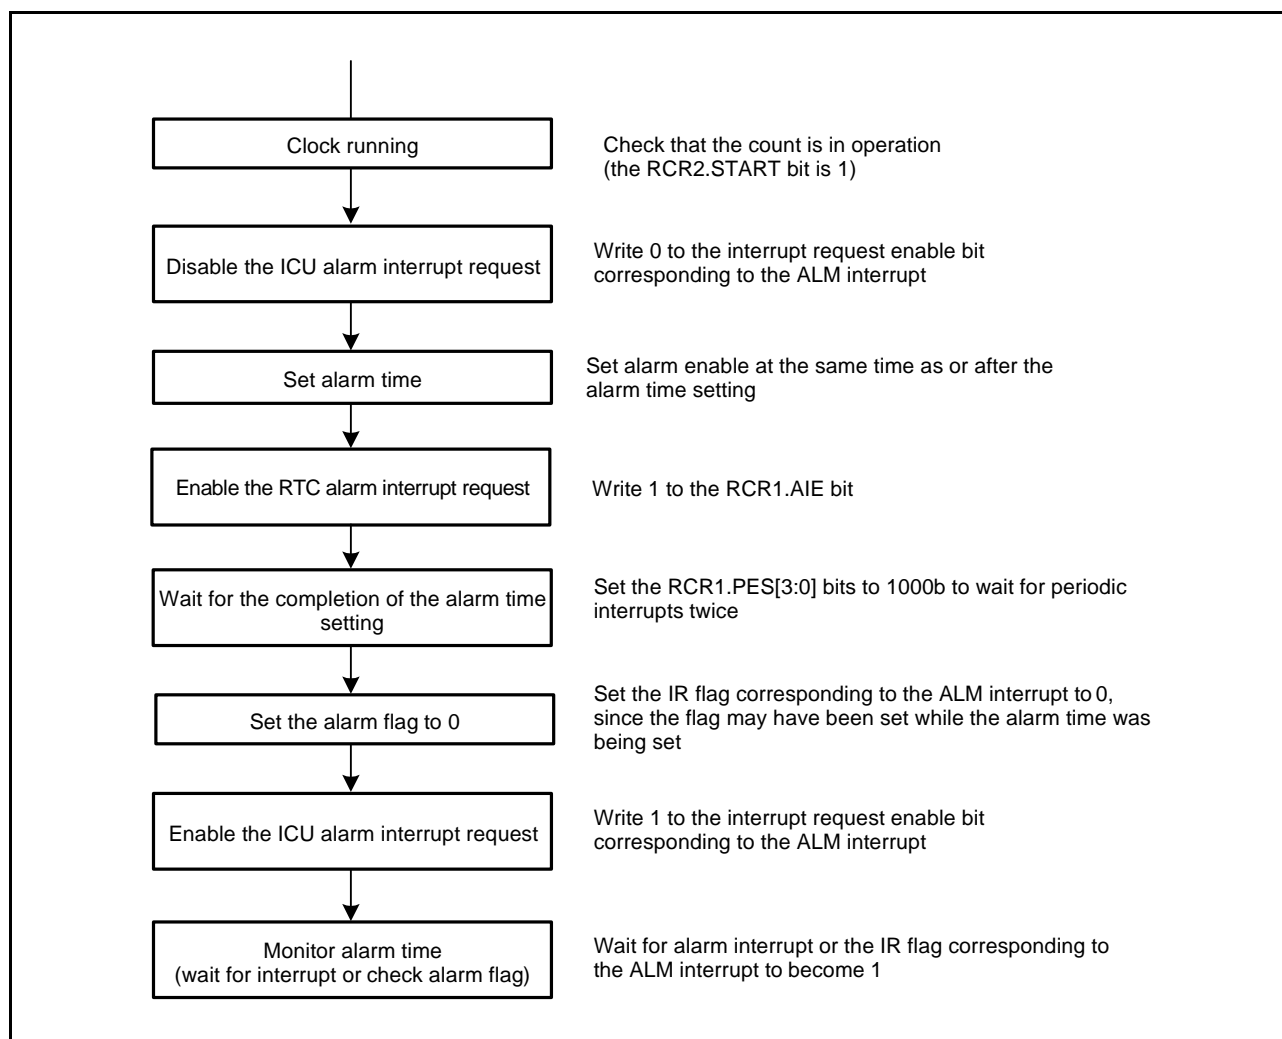 Clock running
Check that the count is in operation
(the RCR2.START bit is 1)
Disable the ICU alarm interrupt request
Write 0 to the interrupt request enable bit
corresponding to the ALM interrupt
Set alarm time
Set alarm enable at the same time as or after the
alarm time setting
Enable the RTC alarm interrupt request
Write 1 to the RCR1.AIE bit
Wait for the completion of the alarm time
setting
Set the RCR1.PES[3:0] bits to 1000b to wait for periodic
interrupts twice
Set the alarm flag to 0
Set the IR flag corresponding to the ALM interrupt to 0,
since the flag may have been set while the alarm time was
being set
Enable the ICU alarm interrupt request
Write 1 to the interrupt request enable bit
corresponding to the ALM interrupt
Monitor alarm time
(wait for interrupt or check alarm flag)
Wait for alarm interrupt or the IR flag corresponding to
the ALM interrupt to become 1